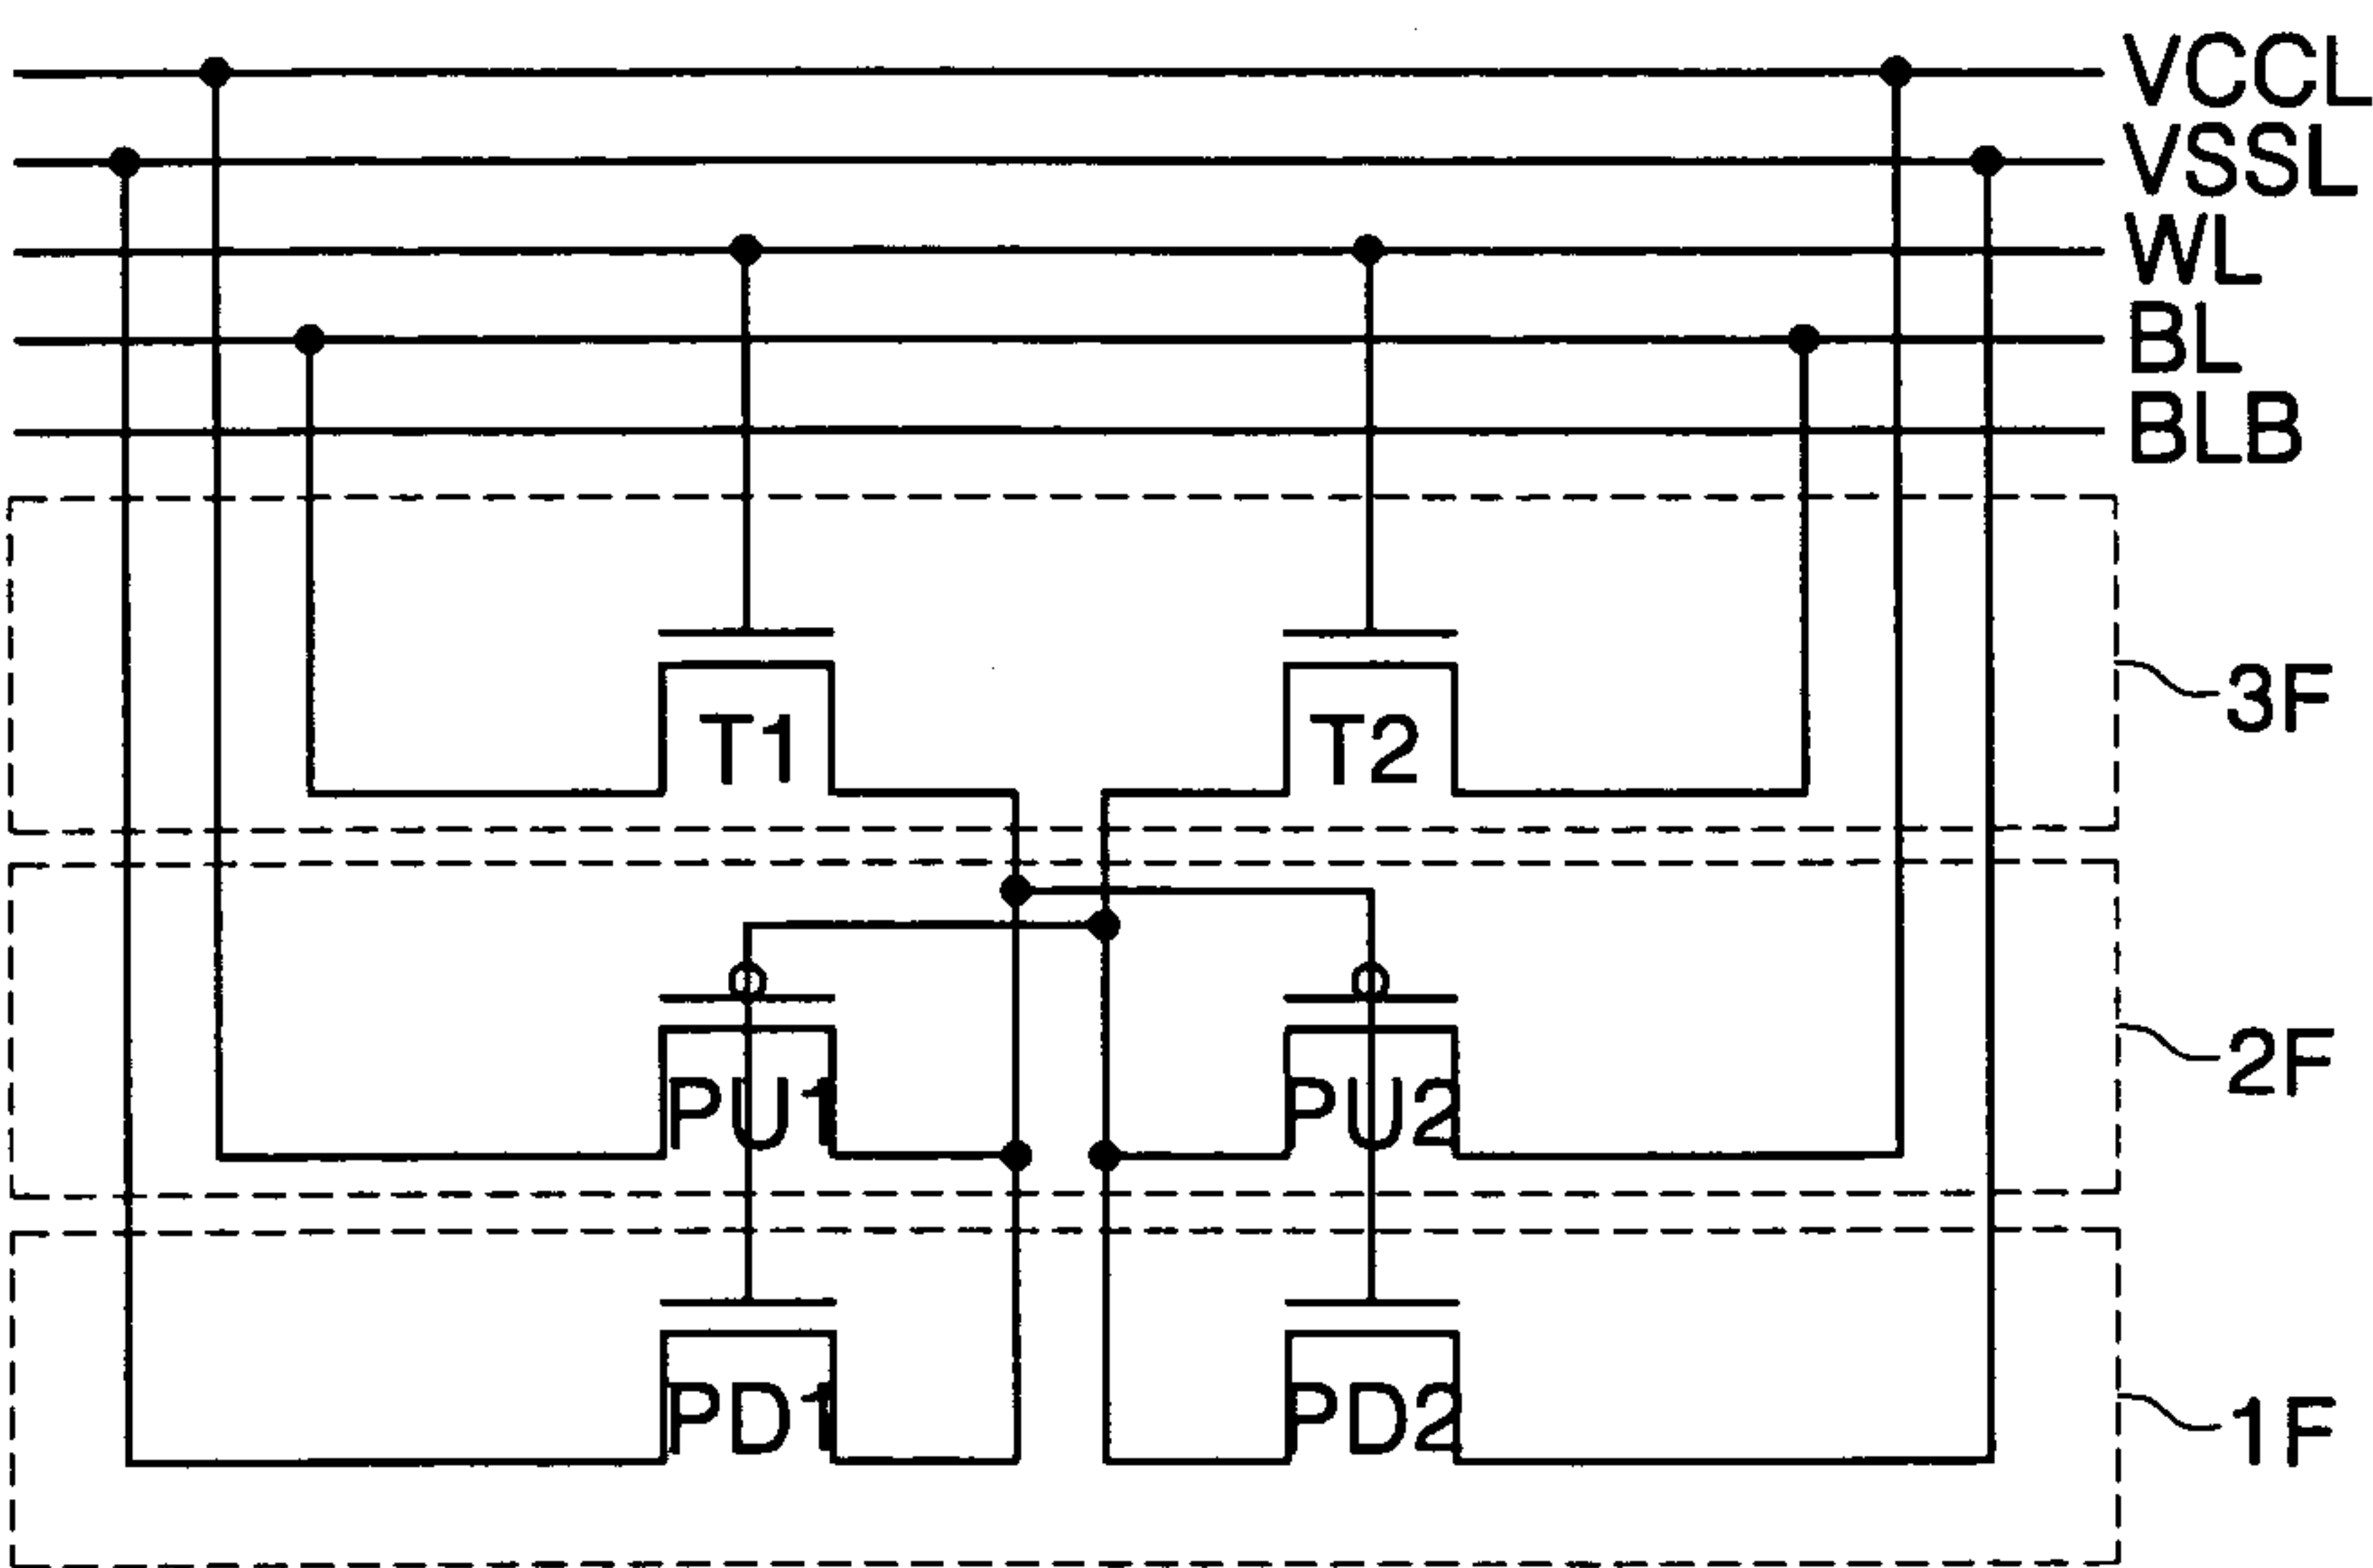 VCCL
VSSL
WL
BL
BLB
T1 T2 3F
PU1 PU2 2F
PD1 PD2 1F